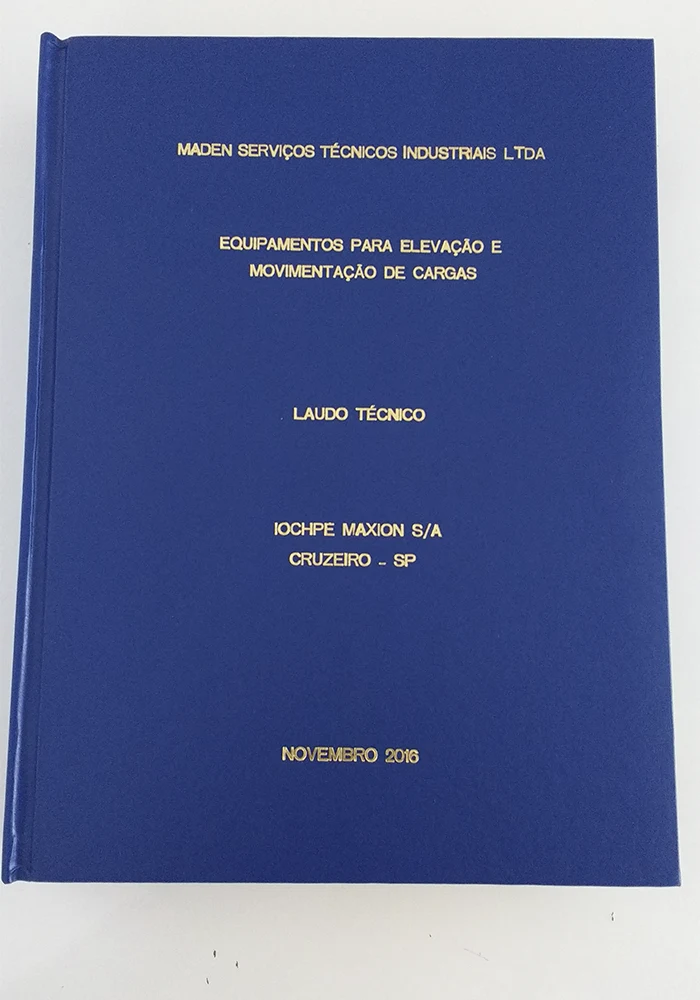 MADEN SERVIÇOS TÉCNICOS INDUSTRIAIS LTDA
EQUIPAMENTOS PARA ELEVAÇÃO E
MOVIMENTAÇÃO DE CARGAS
LAUDO TÉCNICO
IOCHPE MAXION S/A
CRUZEIRO - SP
NOVEMBRO 2016